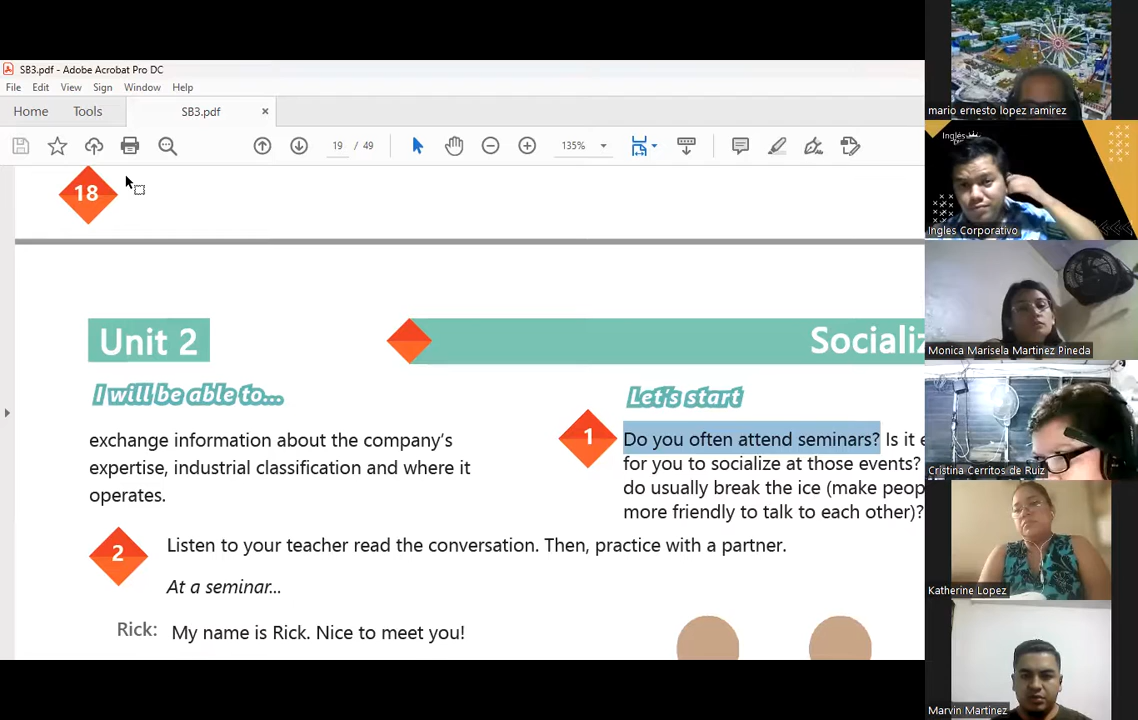 SB3.pdf - Adobe Acrobat Pro DC
File Edit View Sign Window Help
Home Tools SB3.pdf ×
19 / 49 135%
18
Unit 2
Socializ
I will be able to...
exchange information about the company's
expertise, industrial classification and where it
operates.
Let's start
1
Do you often attend seminars? Is it e
for you to socialize at those events?
do usually break the ice (make peop
more friendly to talk to each other)?
2
Listen to your teacher read the conversation. Then, practice with a partner.
At a seminar...
Rick: My name is Rick. Nice to meet you!
mario ernesto lopez ramirez
Inglés
Ingles Corporativo
Monica Marisela Martinez Pineda
Cristina Cerritos de Ruiz
Katherine Lopez
Marvin Martinez